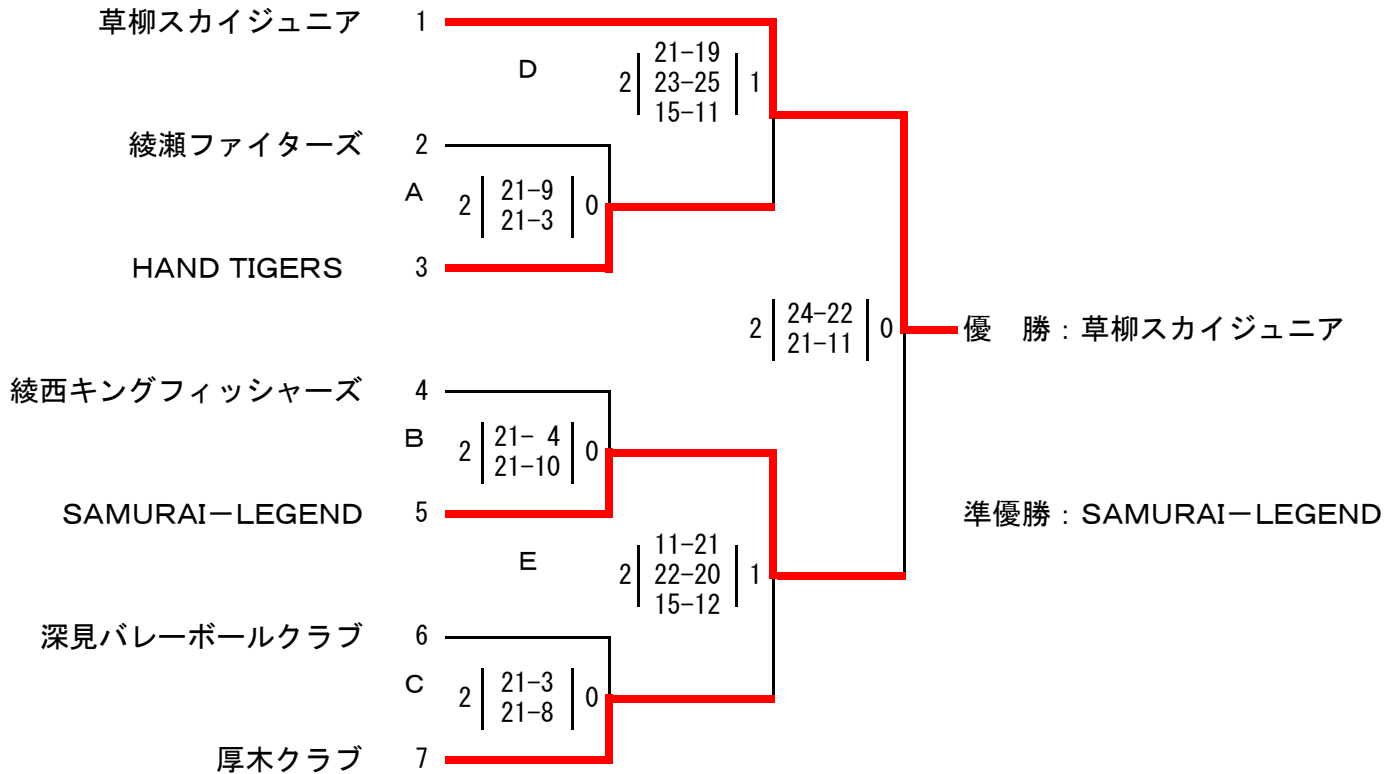 草柳スカイジュニア 1
D
2 21-19 1
23-25
15-11
綾瀬ファイターズ 2
A
2 21-9 0
21-3
HAND TIGERS 3
2 24-22 0
21-11
優　勝：草柳スカイジュニア
綾西キングフィッシャーズ 4
B
2 21- 4 0
21-10
SAMURAI－LEGEND 5
準優勝：SAMURAI－LEGEND
E
2 11-21 1
22-20
15-12
深見バレーボールクラブ 6
C
2 21-3 0
21-8
厚木クラブ 7